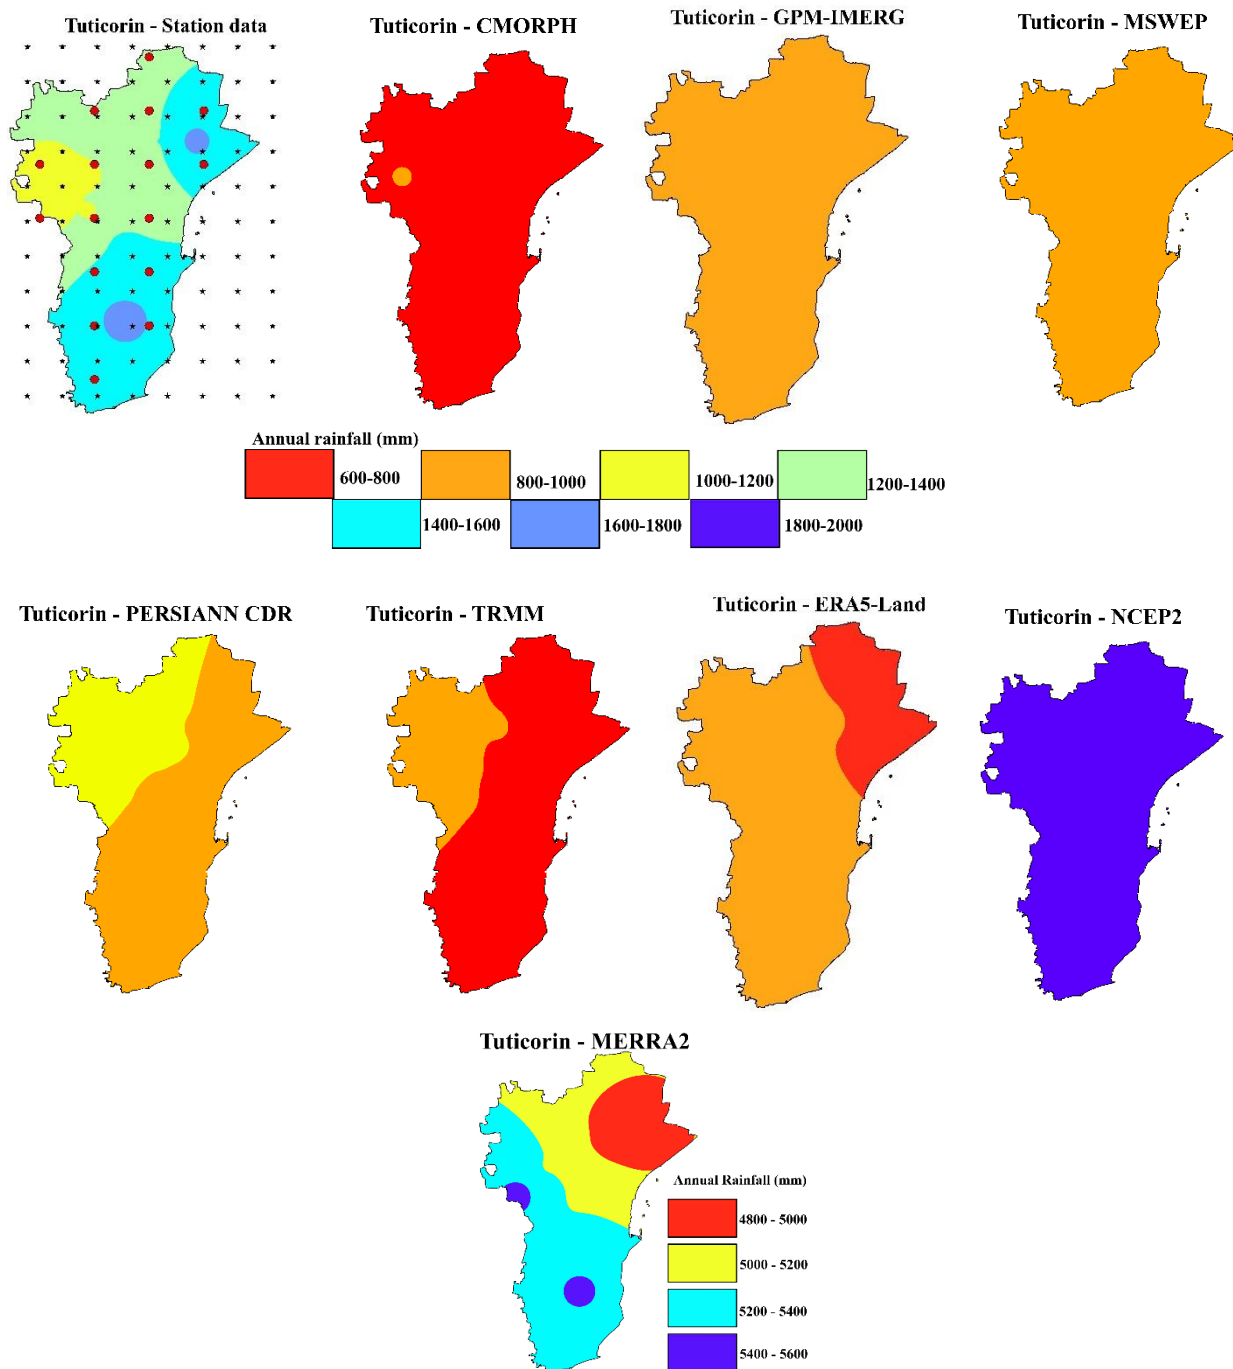 Tuticorin - Station data
Tuticorin - CMORPH
Tuticorin - GPM-IMERG
Tuticorin - MSWEP
Annual rainfall (mm)
600-800
800-1000
1000-1200
1200-1400
1400-1600
1600-1800
1800-2000
Tuticorin - PERSIANN CDR
Tuticorin - TRMM
Tuticorin - ERA5-Land
Tuticorin - NCEP2
Tuticorin - MERRA2
Annual Rainfall (mm)
4800 - 5000
5000 - 5200
5200 - 5400
5400 - 5600